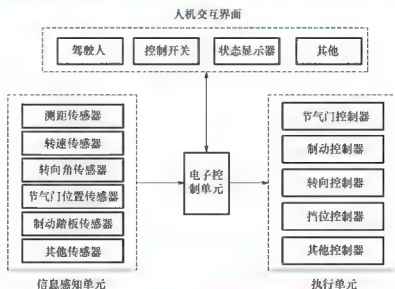 人机交互界面
驾驶人
控制开关
状态显示器
其他
测距传感器
转速传感器
转向角传感器
节气门位置传感器
制动踏板传感器
其他传感器
信息感知单元
电子控
制单元
节气门控制器
制动控制器
转向控制器
挡位控制器
其他控制器
执行单元